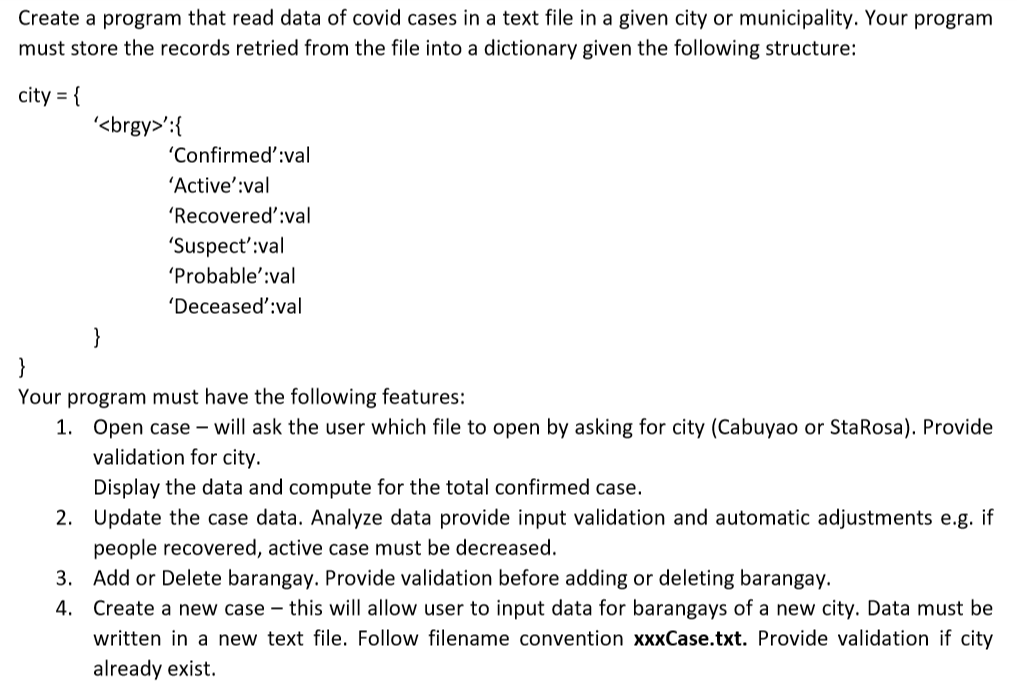 Create a program that read data of covid cases in a text file in a given city or municipality. Your program
must store the records retried from the file into a dictionary given the following structure:
city = {
‘<brgy>’:{
‘Confirmed’:val
‘Active’:val
‘Recovered’:val
‘Suspect’:val
‘Probable’:val
‘Deceased’:val
}
}
Your program must have the following features:
1. Open case – will ask the user which file to open by asking for city (Cabuyao or StaRosa). Provide
validation for city.
Display the data and compute for the total confirmed case.
2. Update the case data. Analyze data provide input validation and automatic adjustments e.g. if
people recovered, active case must be decreased.
3. Add or Delete barangay. Provide validation before adding or deleting barangay.
4. Create a new case – this will allow user to input data for barangays of a new city. Data must be
written in a new text file. Follow filename convention xxxCase.txt. Provide validation if city
already exist.